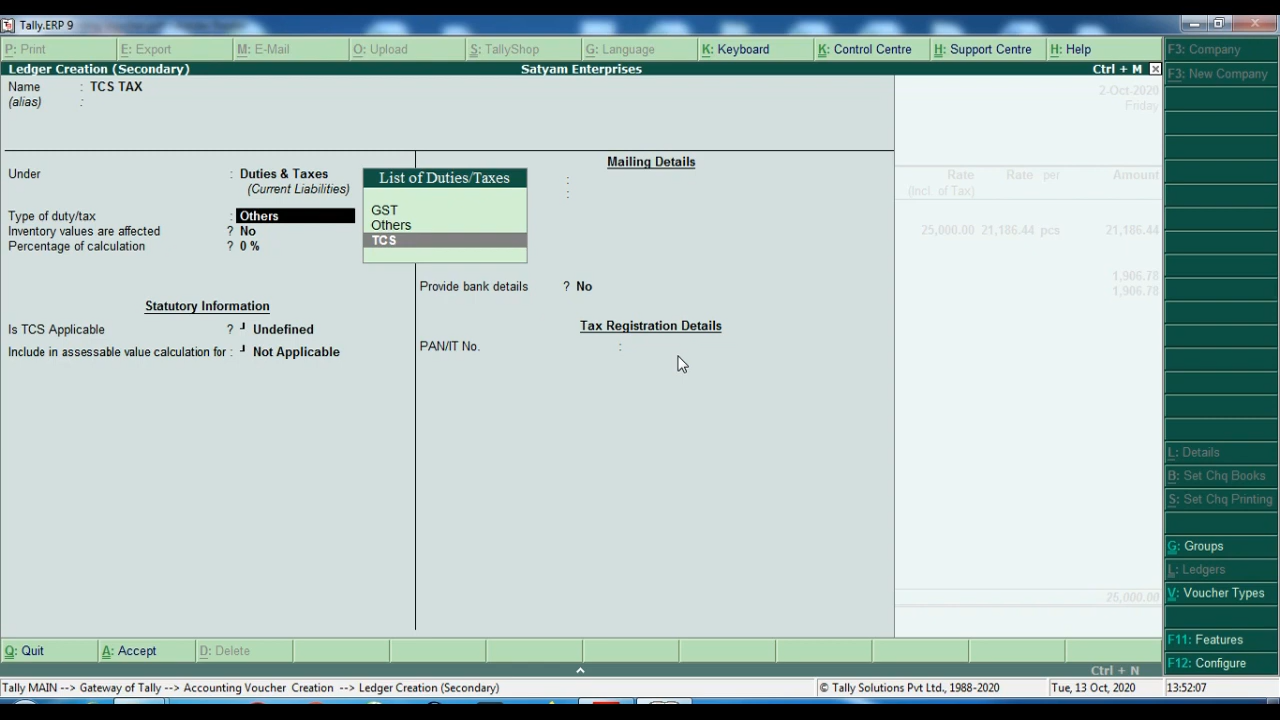 Tally.ERP 9
P: Print E: Export M: E-Mail O: Upload S: TallyShop G: Language K: Keyboard K: Control Centre H: Support Centre H: Help
F3: Company
F3: New Company
Ledger Creation (Secondary) Satyam Enterprises Ctrl + M
Name : TCS TAX
(alias) :
2-Oct-2020
Friday
Under : Duties & Taxes
(Current Liabilities)
Type of duty/tax : Others
Inventory values are affected ? No
Percentage of calculation ? 0 %
List of Duties/Taxes
GST
Others
TCS
Statutory Information
Is TCS Applicable ? ┘ Undefined
Include in assessable value calculation for : ┘ Not Applicable
Mailing Details
:
:
Provide bank details ? No
Tax Registration Details
PAN/IT No. :
Rate Rate per Amount
(Incl. of Tax)
25,000.00 21,186.44 pcs 21,186.44
1,906.78
1,906.78
25,000.00
L: Details
B: Set Chq Books
S: Set Chq Printing
G: Groups
L: Ledgers
V: Voucher Types
F11: Features
F12: Configure
Q: Quit A: Accept D: Delete
Ctrl + N
Tally MAIN --> Gateway of Tally --> Accounting Voucher Creation --> Ledger Creation (Secondary) © Tally Solutions Pvt Ltd., 1988-2020 Tue, 13 Oct, 2020 13:52:07